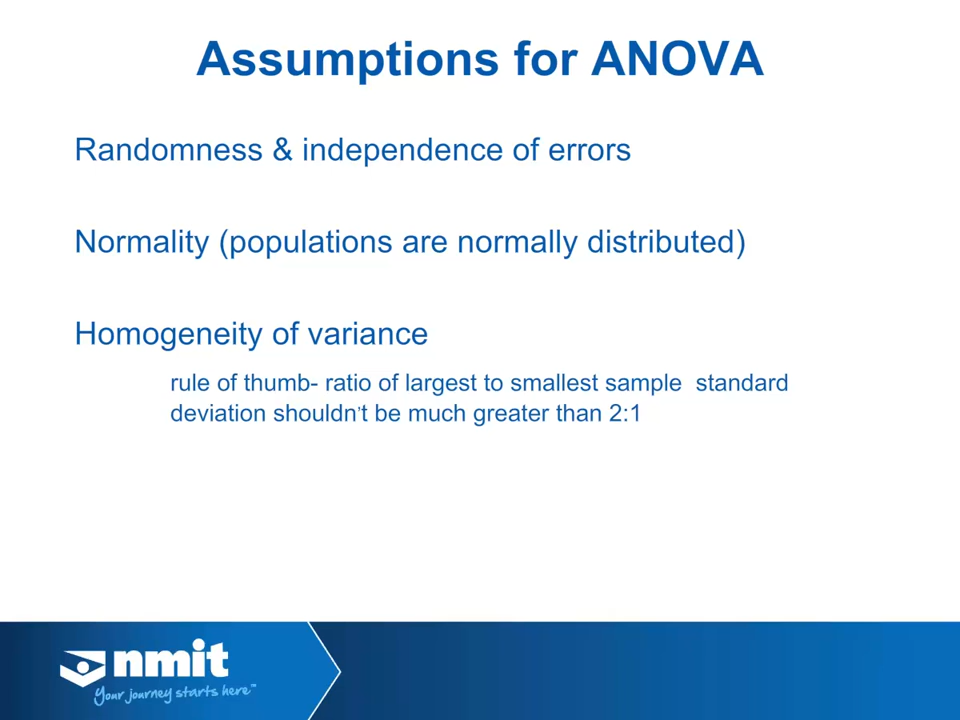 Assumptions for ANOVA
Randomness & independence of errors
Normality (populations are normally distributed)
Homogeneity of variance
rule of thumb- ratio of largest to smallest sample standard
deviation shouldn't be much greater than 2:1
nmit
Your journey starts here™